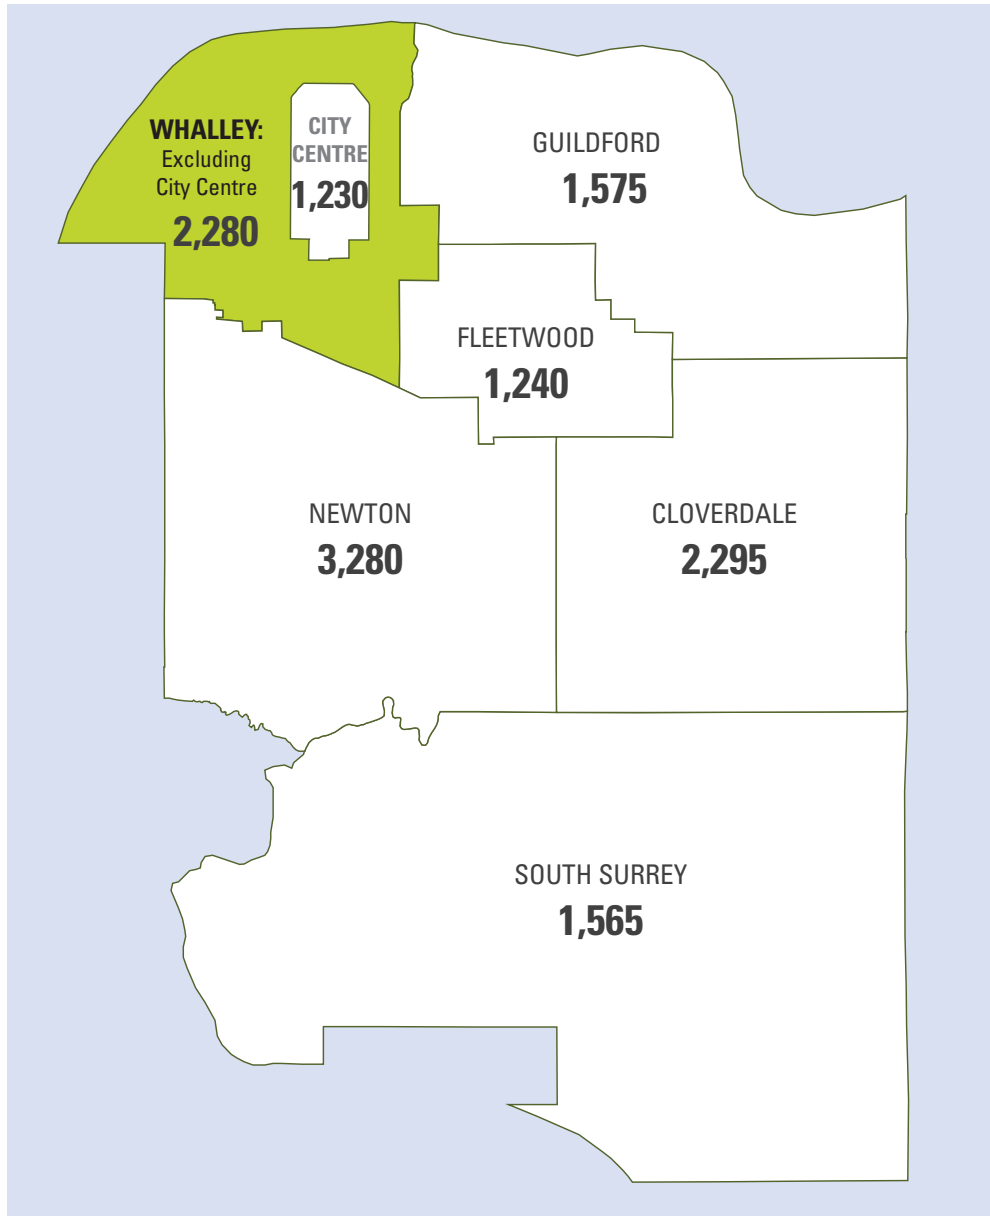 WHALLEY:
Excluding
City Centre
2,280
CITY
CENTRE
1,230
GUILDFORD
1,575
FLEETWOOD
1,240
NEWTON
3,280
CLOVERDALE
2,295
SOUTH SURREY
1,565